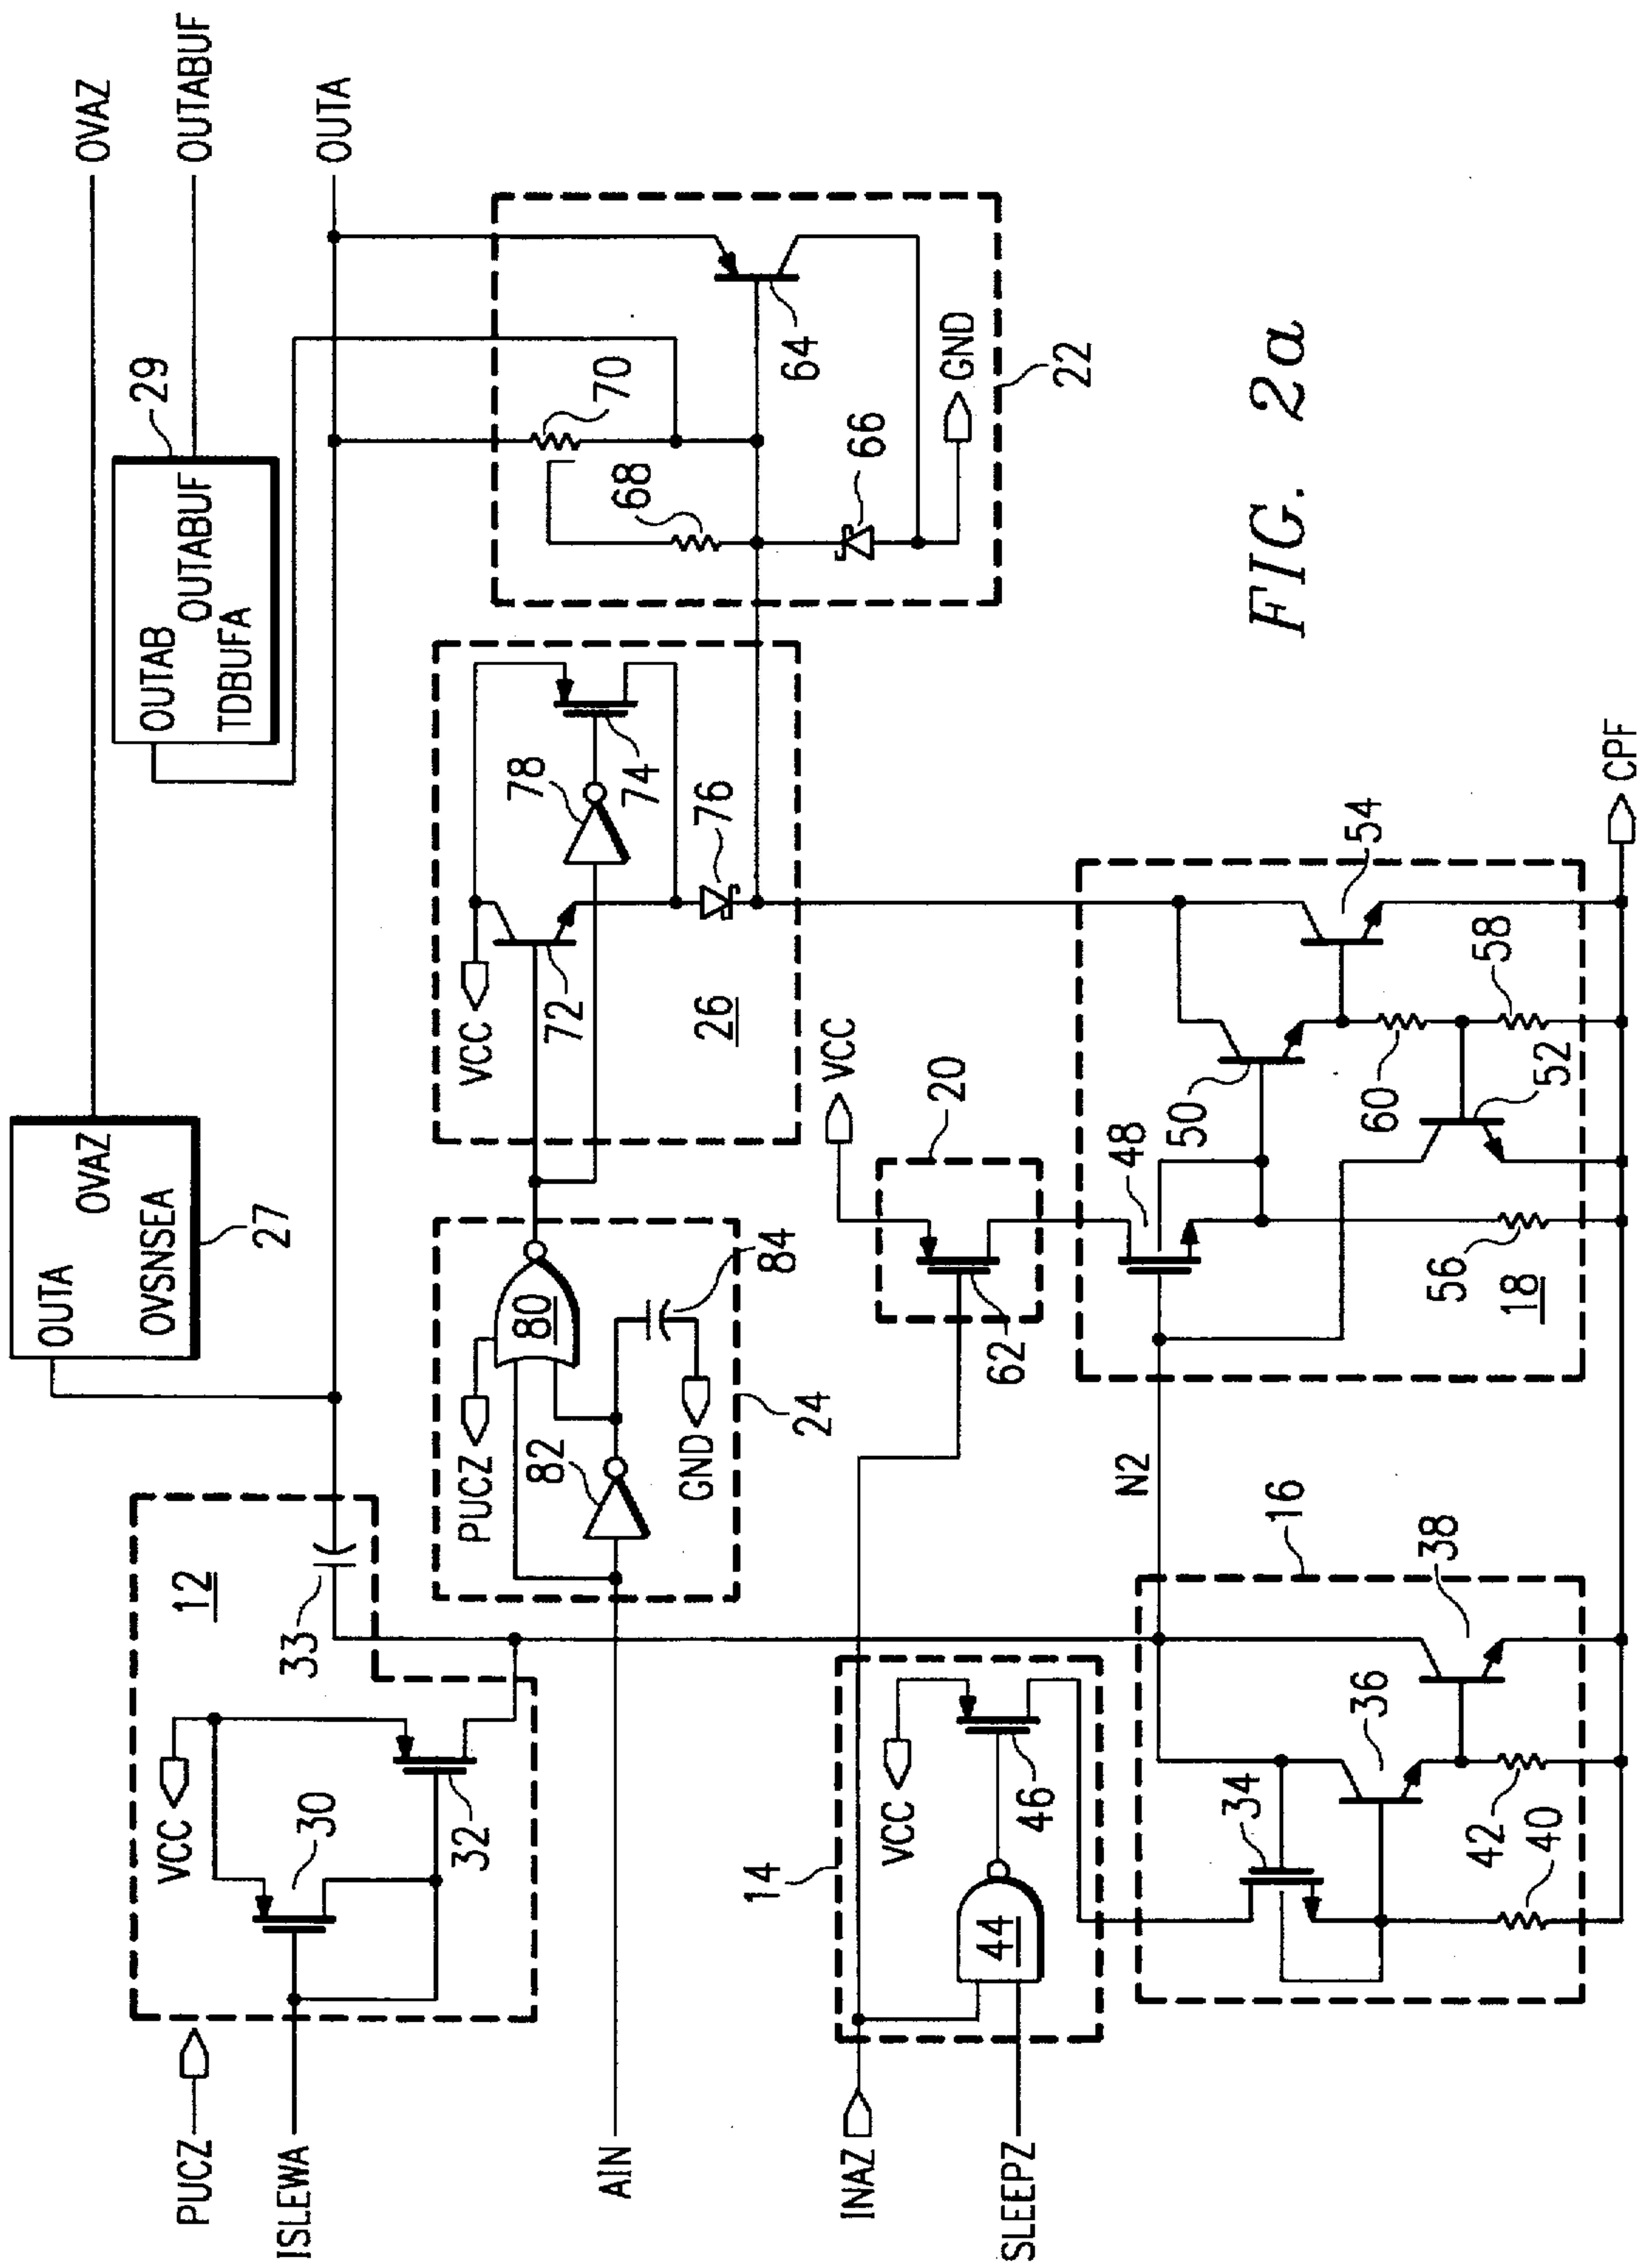 OVAZ
OUTABUF
OUTA
29
OUTAB
OUTABUF
TDBUFA
OUTA
OVAZ
OVSNSEA
27
12
33
VCC
30
32
PUCZ
ISLEWA
AIN
PUCZ
80
82
84
GND
24
VCC
72
78
74
76
26
70
68
66
64
GND
22
INAZ
SLEEPZ
14
VCC
44
46
VCC
20
62
N2
16
34
36
38
42
40
48
50
54
60
58
52
56
18
CPF
FIG. 2a